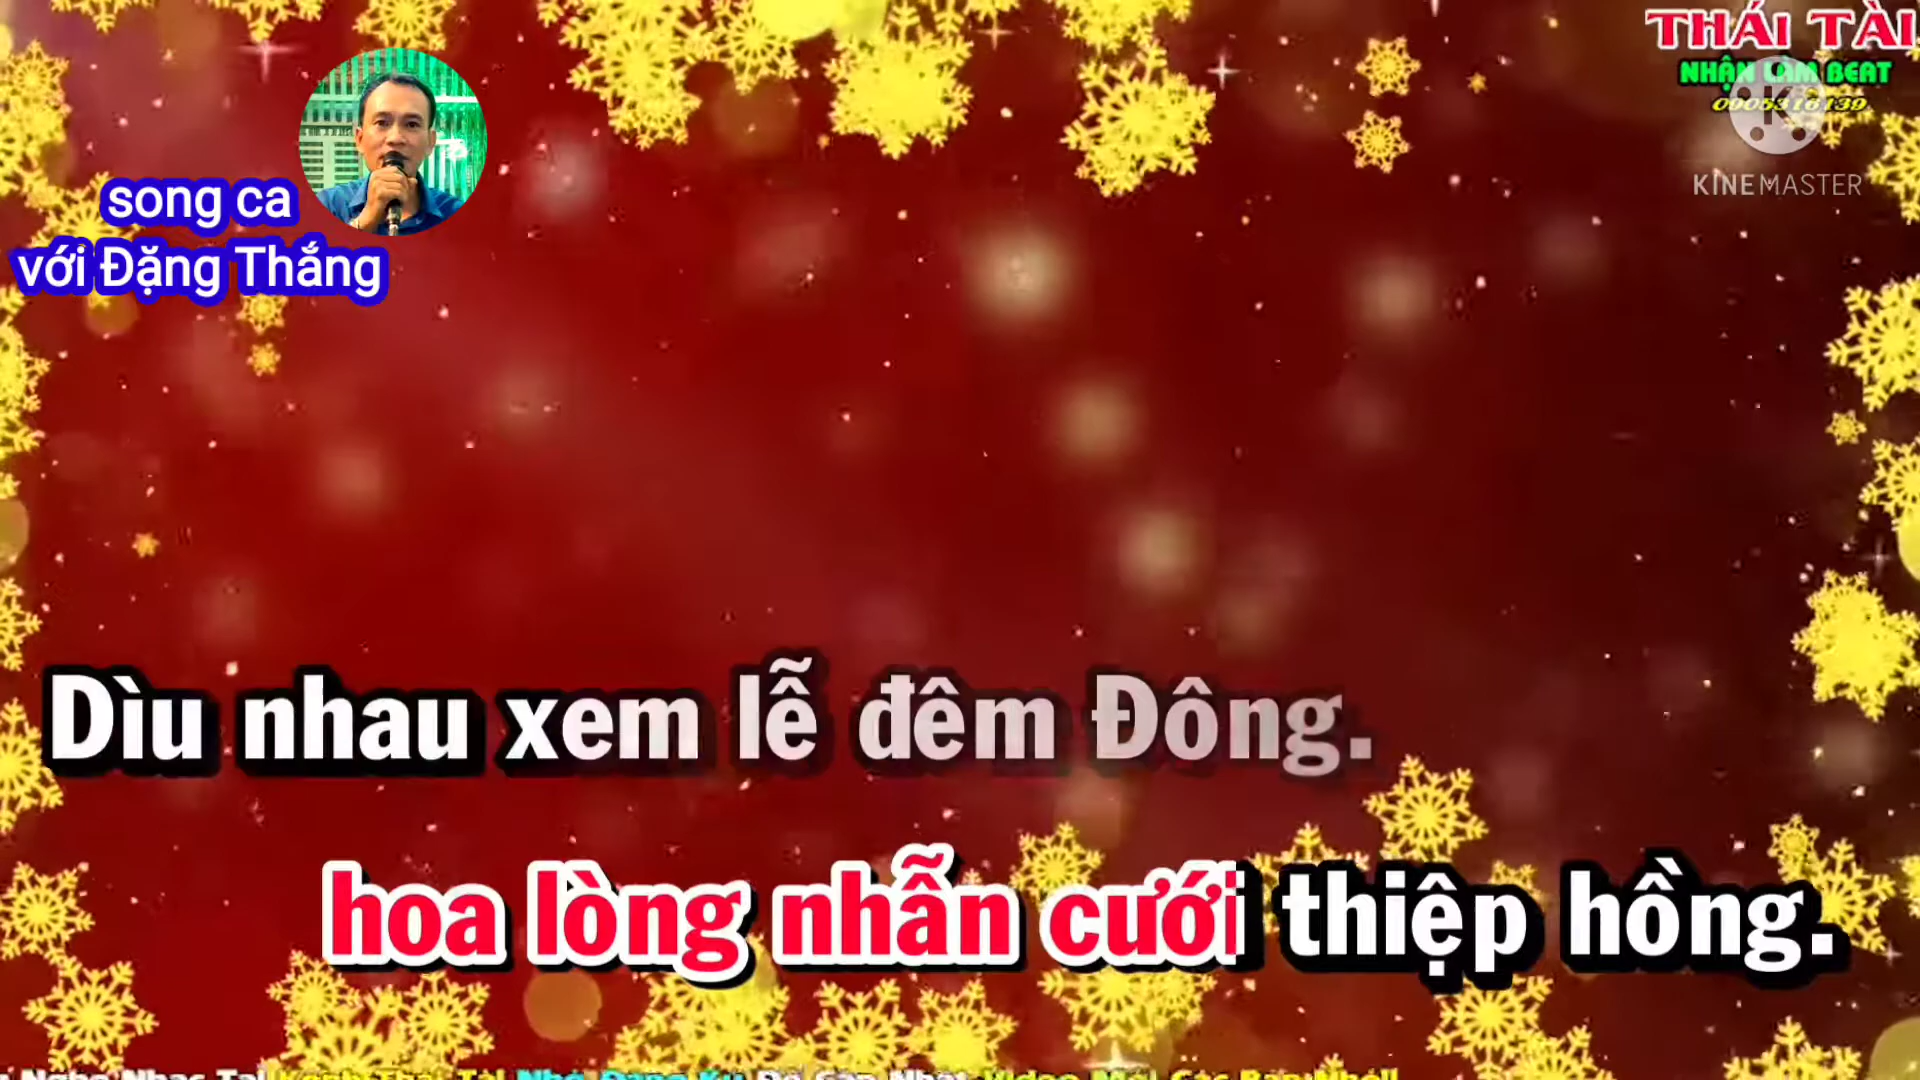 THÁI TÀI
NHẬN LÀM BEAT
0905316139
KINEMASTER
song ca
với Đặng Thắng
Dìu nhau xem lễ đêm Đông.
hoa lòng nhẫn cưới thiệp hồng.